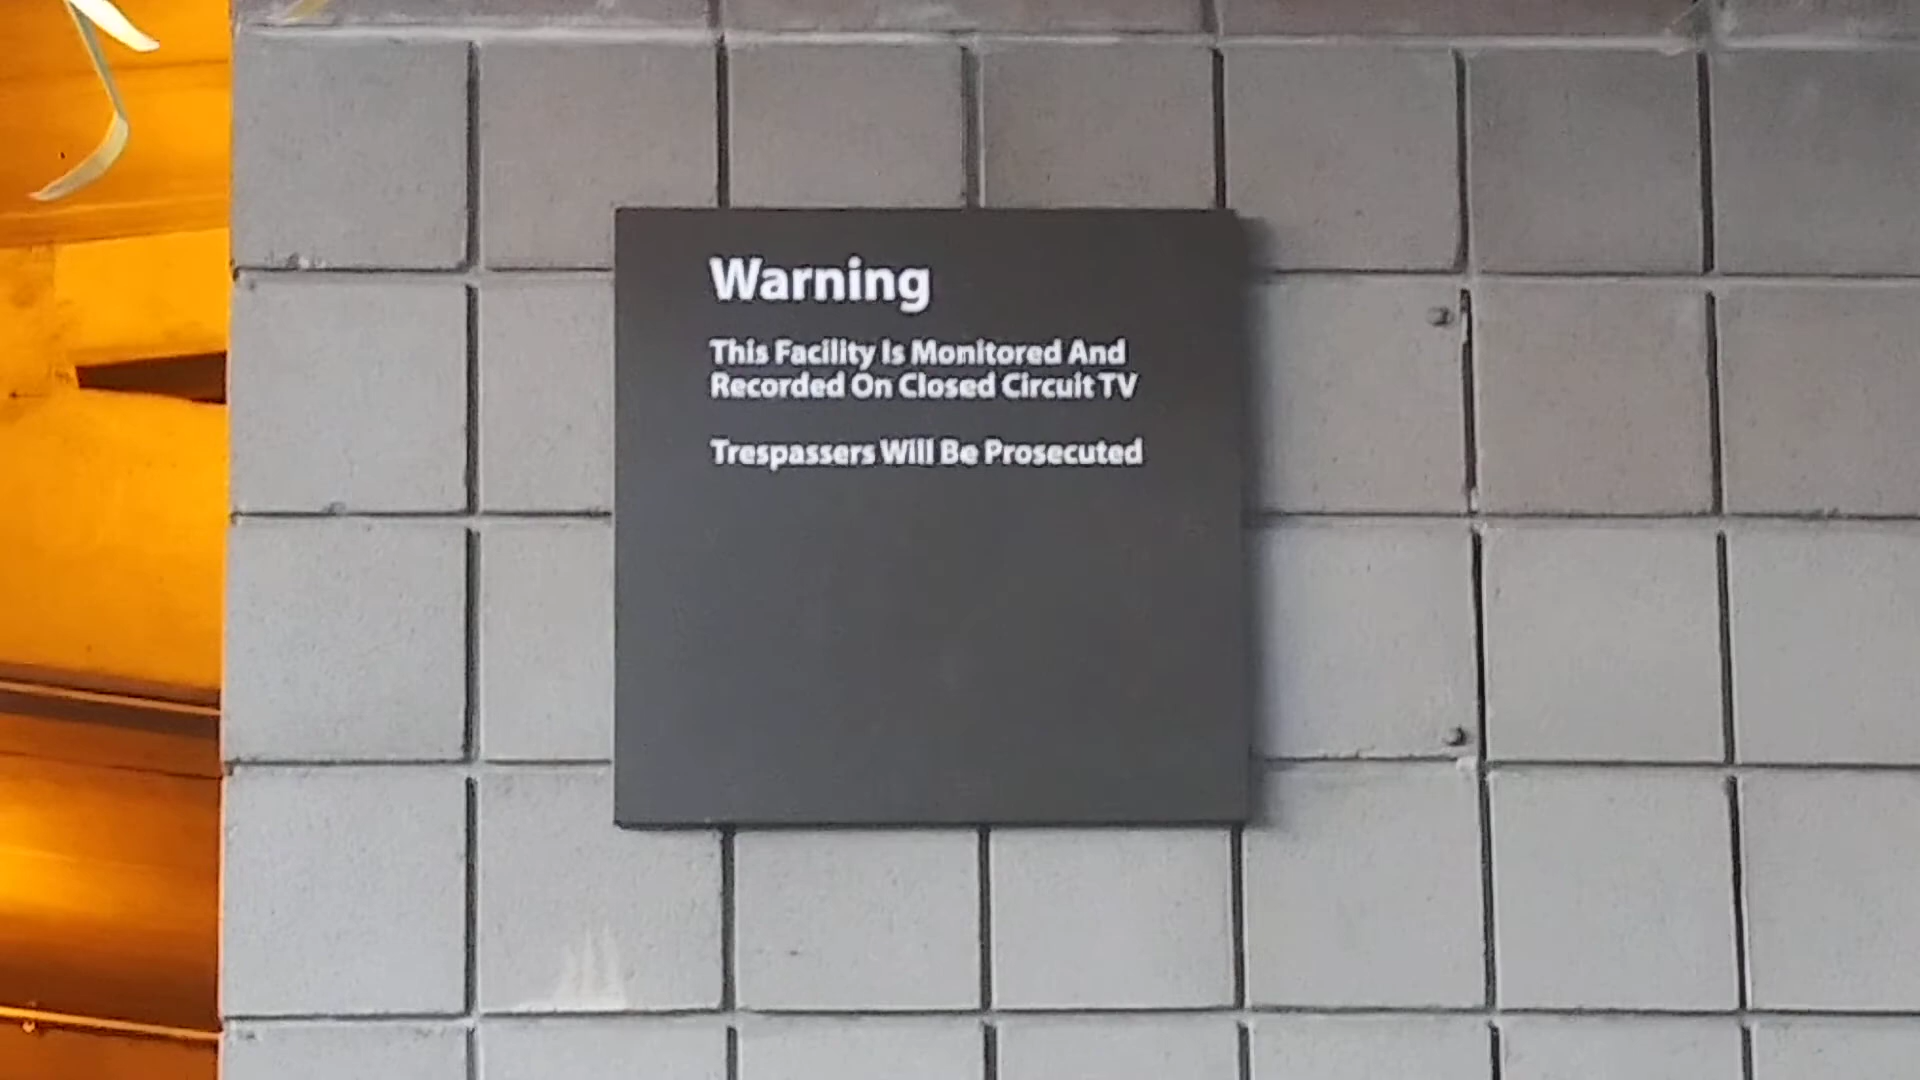 Warning
This Facility Is Monitored And
Recorded On Closed Circuit TV
Trespassers Will Be Prosecuted